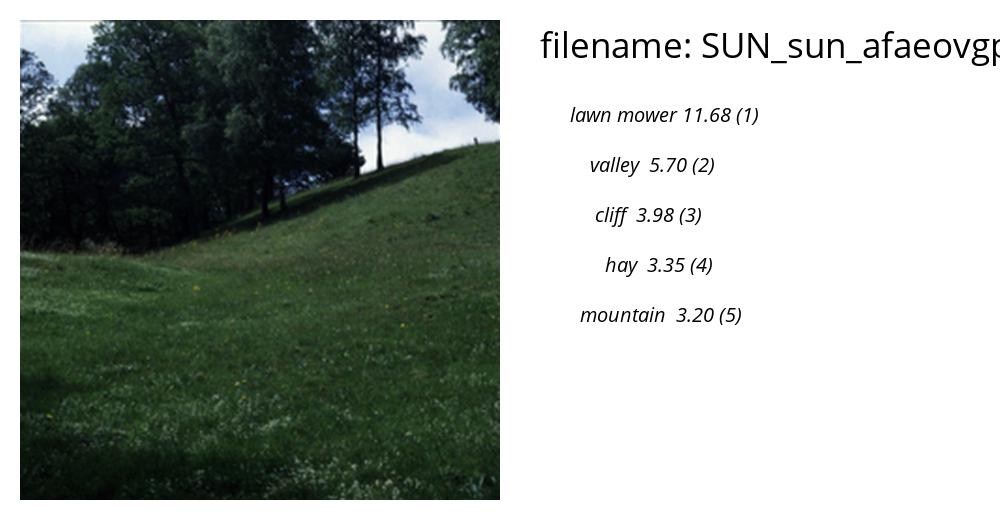 filename: SUN_sun_afaeovgp
lawn mower 11.68 (1)
valley 5.70 (2)
cliff 3.98 (3)
hay 3.35 (4)
mountain 3.20 (5)